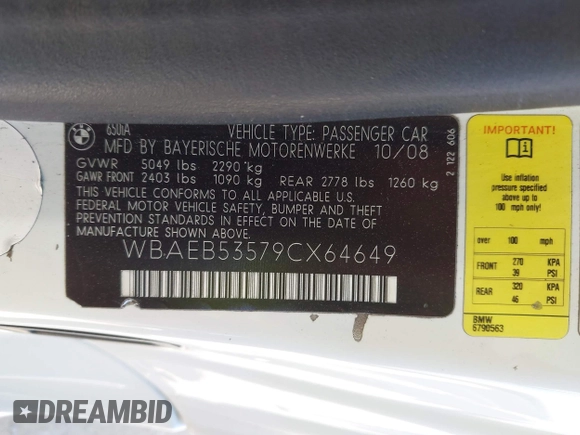 BMW
650iA VEHICLE TYPE: PASSENGER CAR
MFD BY BAYERISCHE MOTORENWERKE 10/08
GVWR 5049 lbs 2290 kg
GAWR FRONT 2403 lbs 1090 kg REAR 2778 lbs 1260 kg
THIS VEHICLE CONFORMS TO ALL APPLICABLE U.S.
FEDERAL MOTOR VEHICLE SAFETY, BUMPER AND THEFT
PREVENTION STANDARDS IN EFFECT ON THE DATE OF
MANUFACTURE SHOWN ABOVE.
WBAEB53579CX64649
2 122 606
IMPORTANT!
Use inflation
pressure specified
above up to
100 mph only!
over 100 mph
FRONT 270 KPA
39 PSI
REAR 320 KPA
46 PSI
BMW
6790563
DREAMBID